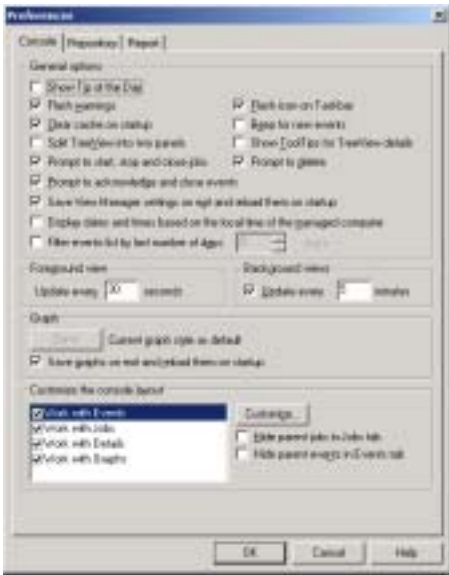 Preferences
Console Repository Report
General options
Show Tip of the Day
Flash warnings
Flash icon on Taskbar
Clear cache on startup
Beep for new events
Split TreeView into two panels
Show ToolTips for TreeView details
Prompt to start, stop and close jobs
Prompt to delete
Prompt to acknowledge and close events
Save View Manager settings on exit and reload them on startup
Display dates and times based on the local time of the managed computer
Filter events list by last number of days:
Foreground view
Background views
Update every 30 seconds
Update every 5 minutes
Graph
Current graph style as default
Save graphs on exit and reload them on startup
Customize the console layout
Work with Events
Work with Jobs
Work with Details
Work with Graphs
Customize...
Hide parent jobs in Jobs tab
Hide parent events in Events tab
OK Cancel Help